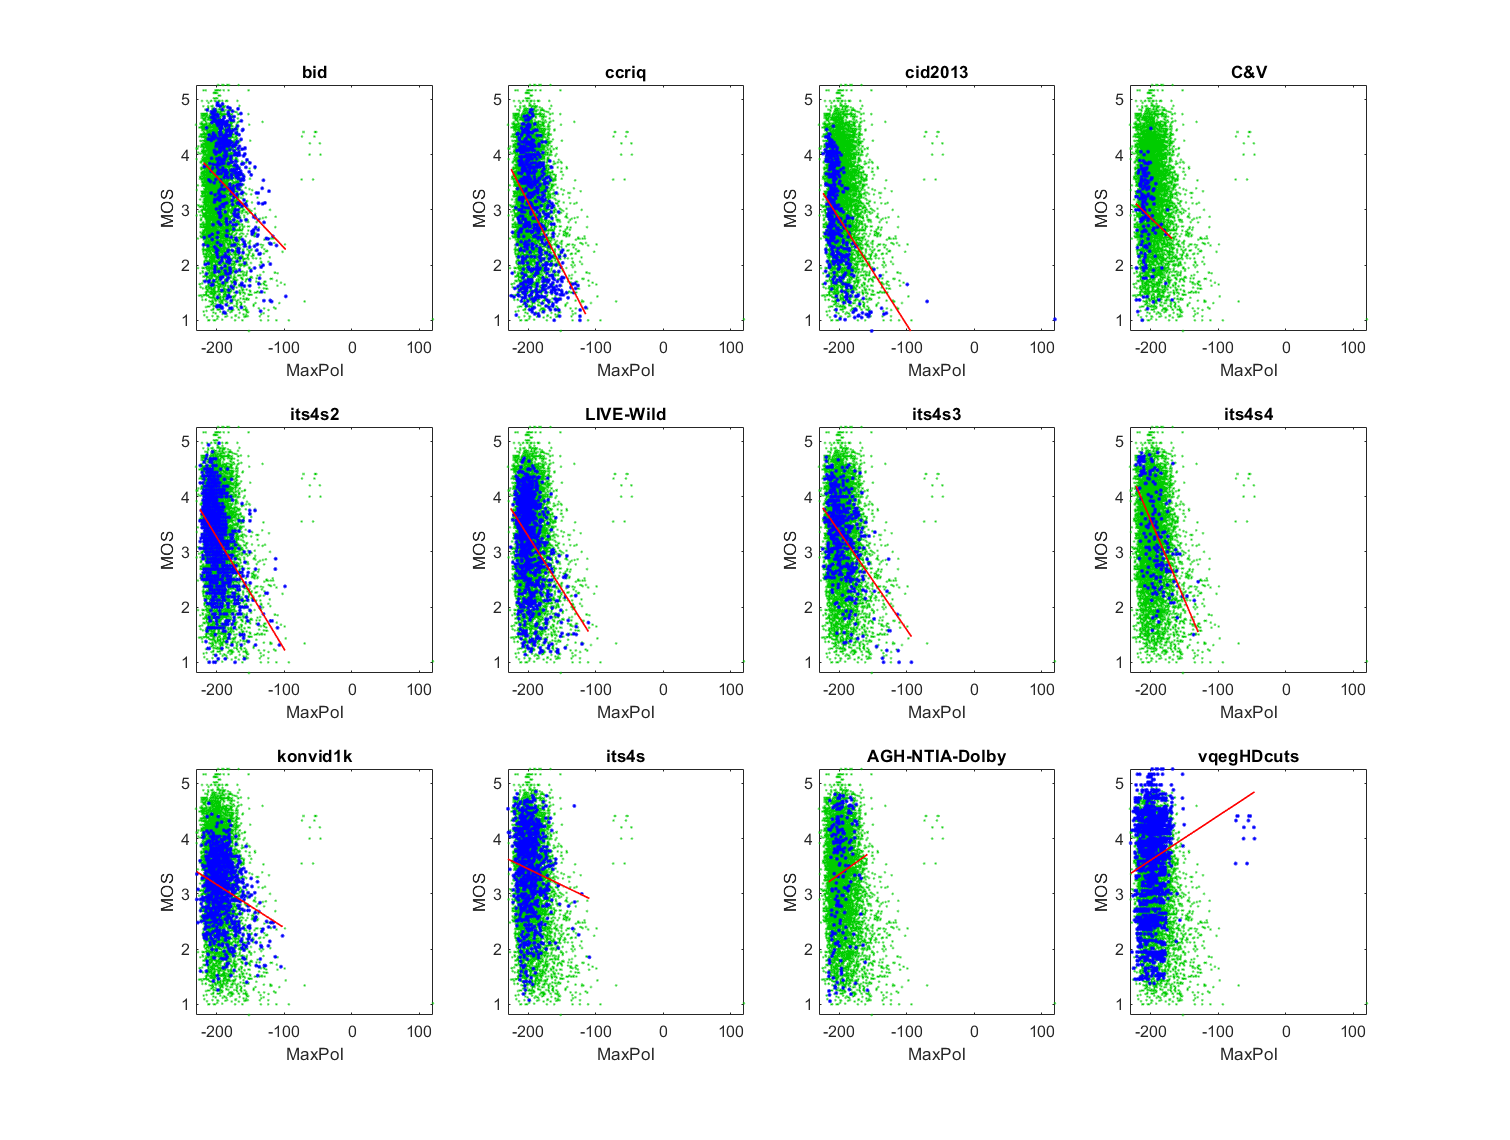 bid ccriq cid2013 C&V
5 5 5 5
4 4 4 4
MOS MOS MOS MOS
3 3 3 3
2 2 2 2
1 1 1 1
-200 -100 0 100 -200 -100 0 100 -200 -100 0 100 -200 -100 0 100
MaxPol MaxPol MaxPol MaxPol
its4s2 LIVE-Wild its4s3 its4s4
5 5 5 5
4 4 4 4
MOS MOS MOS MOS
3 3 3 3
2 2 2 2
1 1 1 1
-200 -100 0 100 -200 -100 0 100 -200 -100 0 100 -200 -100 0 100
MaxPol MaxPol MaxPol MaxPol
konvid1k its4s AGH-NTIA-Dolby vqegHDcuts
5 5 5 5
4 4 4 4
MOS MOS MOS MOS
3 3 3 3
2 2 2 2
1 1 1 1
-200 -100 0 100 -200 -100 0 100 -200 -100 0 100 -200 -100 0 100
MaxPol MaxPol MaxPol MaxPol